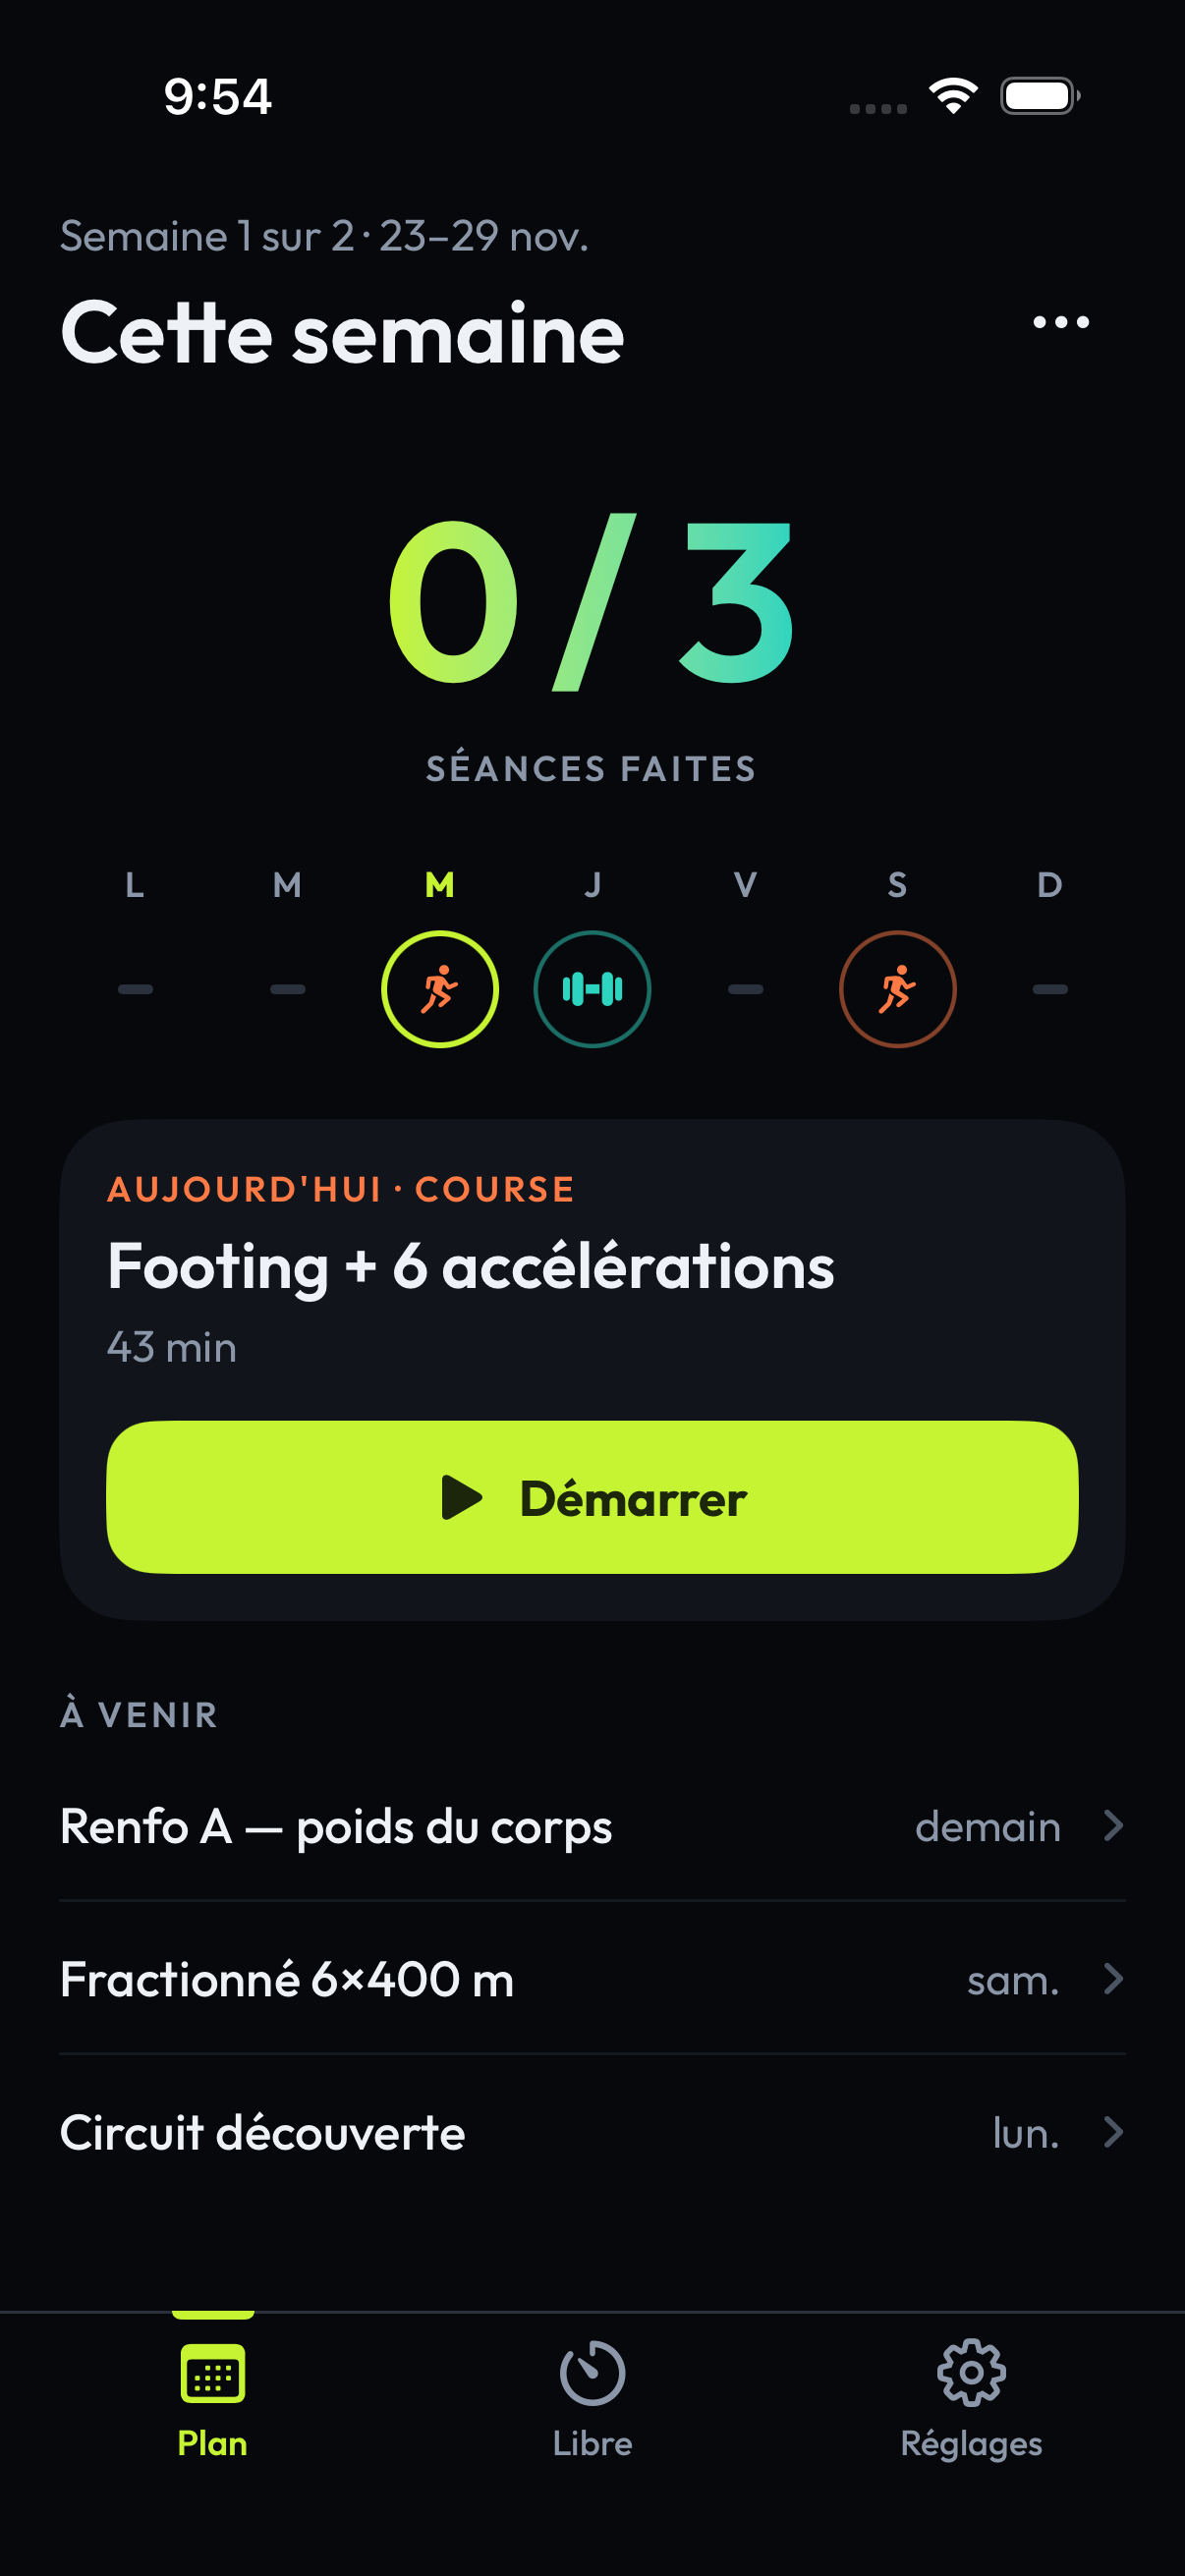 9:54
Semaine 1 sur 2 · 23–29 nov.
Cette semaine
0/3
SÉANCES FAITES
L M M J V S D
AUJOURD'HUI · COURSE
Footing + 6 accélérations
43 min
Démarrer
À VENIR
Renfo A — poids du corps demain
Fractionné 6×400 m sam.
Circuit découverte lun.
Plan Libre Réglages